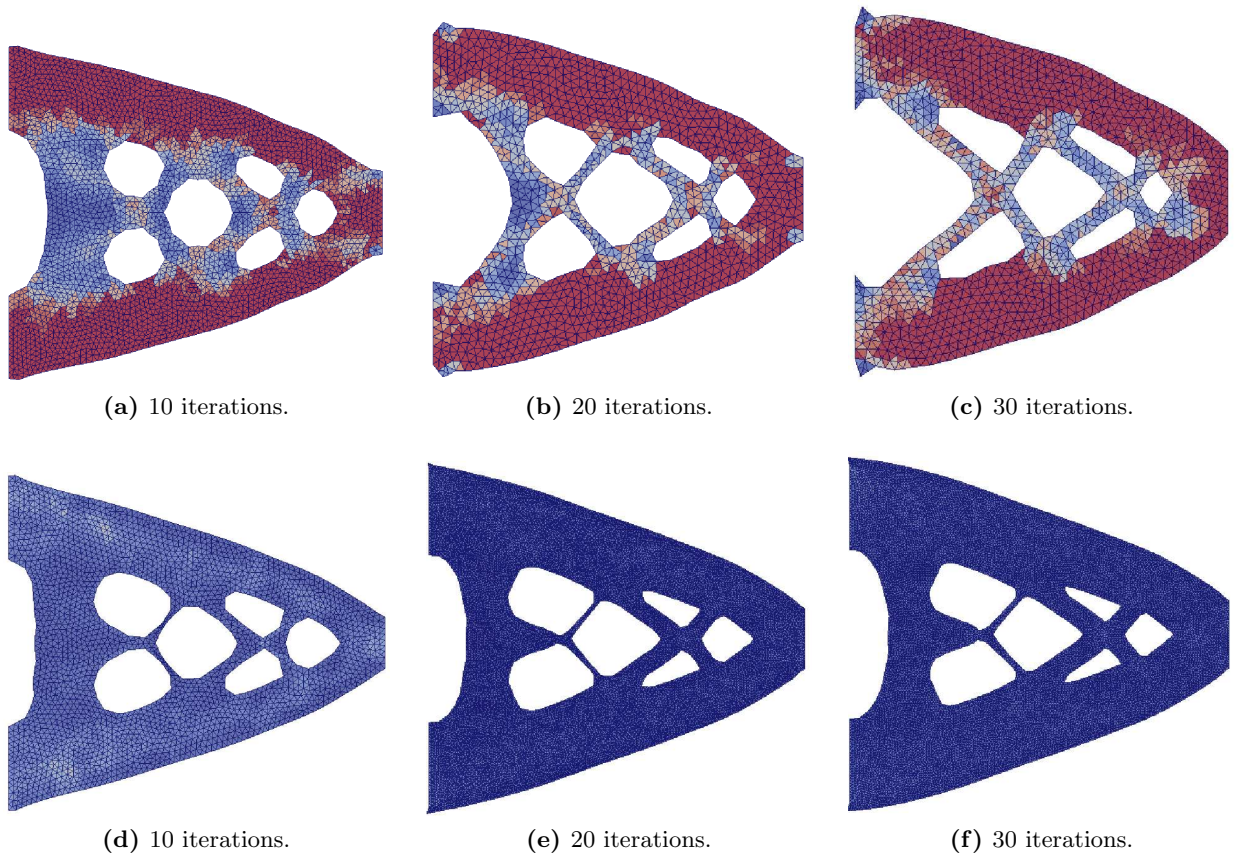 (a) 10 iterations.
(b) 20 iterations.
(c) 30 iterations.
(d) 10 iterations.
(e) 20 iterations.
(f) 30 iterations.